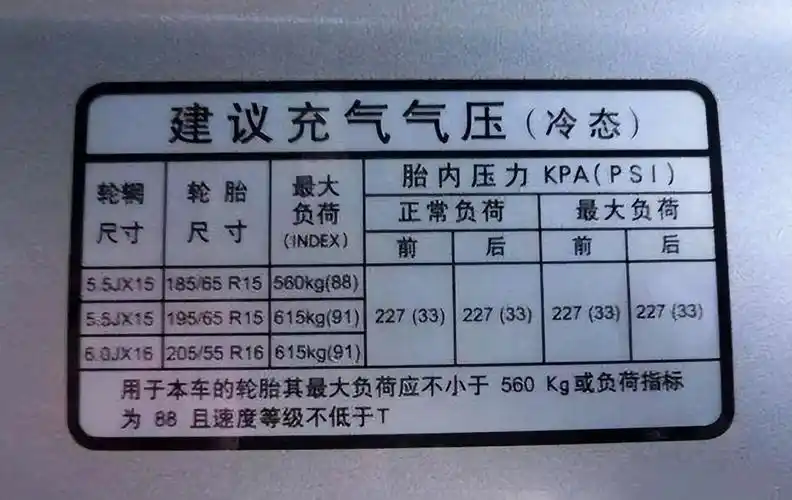 建议充气气压(冷态)
轮辋尺寸 轮胎尺寸 最大负荷(INDEX) 胎内压力 KPA(PSI)
正常负荷 最大负荷
前 后 前 后
5.5JX15 185/65 R15 560kg(88)
5.5JX15 195/65 R15 615kg(91) 227 (33) 227 (33) 227 (33) 227 (33)
6.0JX16 205/55 R16 615kg(91)
用于本车的轮胎其最大负荷应不小于 560 Kg或负荷指标
为 88 且速度等级不低于T